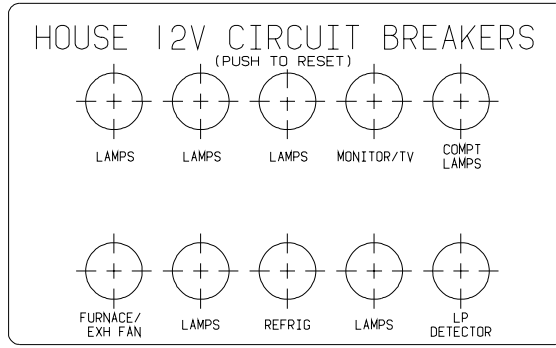 HOUSE 12V CIRCUIT BREAKERS
(PUSH TO RESET)
LAMPS LAMPS LAMPS MONITOR/TV COMPT
LAMPS
FURNACE/
EXH FAN LAMPS REFRIG LAMPS LP
DETECTOR